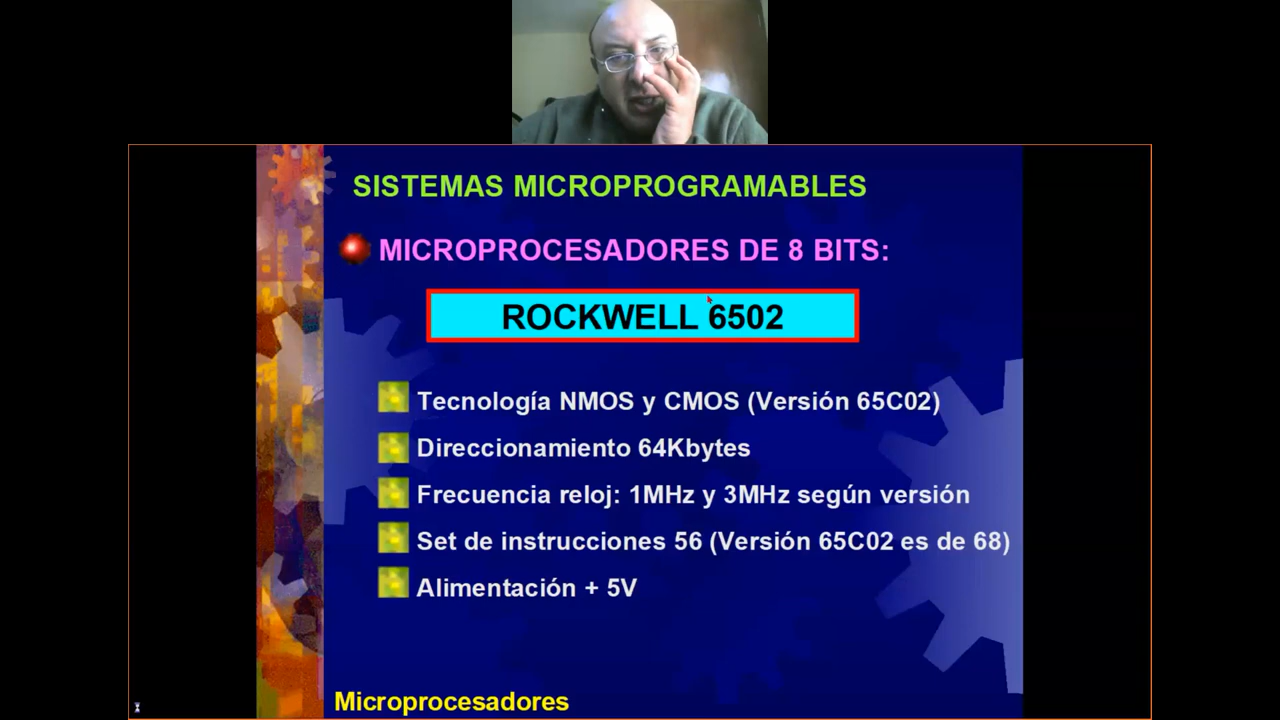 SISTEMAS MICROPROGRAMABLES
MICROPROCESADORES DE 8 BITS:
ROCKWELL 6502
Tecnología NMOS y CMOS (Versión 65C02)
Direccionamiento 64Kbytes
Frecuencia reloj: 1MHz y 3MHz según versión
Set de instrucciones 56 (Versión 65C02 es de 68)
Alimentación + 5V
Microprocesadores